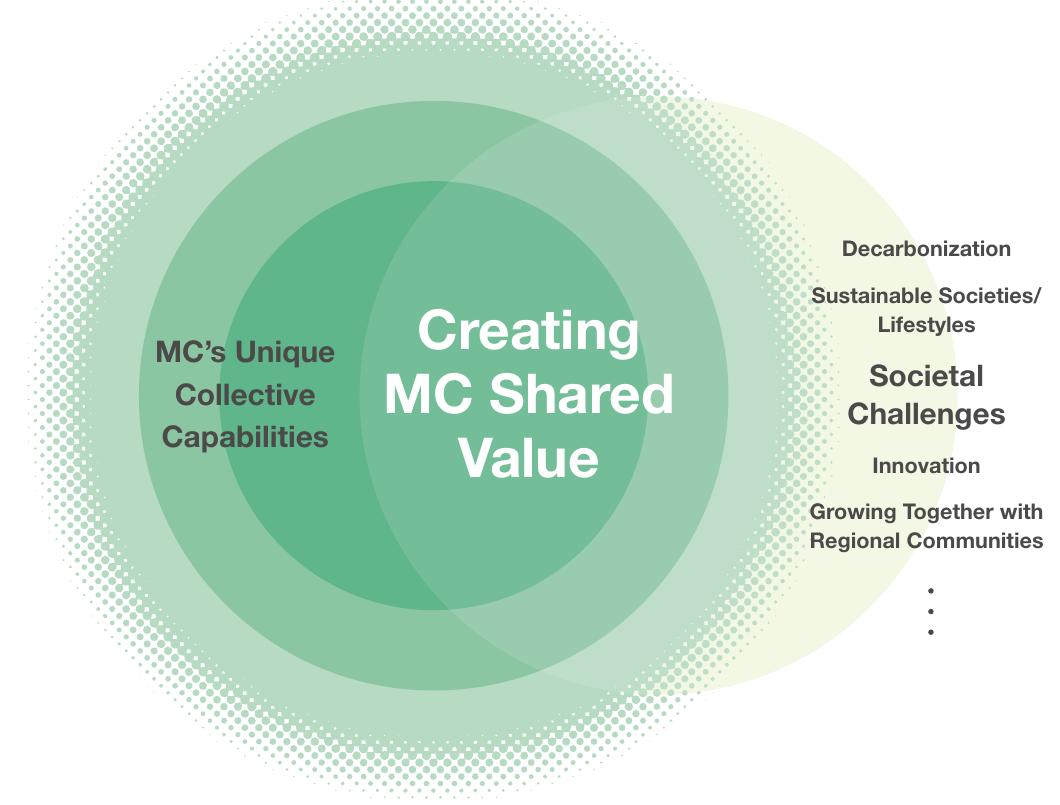 MC’s Unique
Collective
Capabilities
Creating
MC Shared
Value
Decarbonization
Sustainable Societies/
Lifestyles
Societal
Challenges
Innovation
Growing Together with
Regional Communities
•
•
•